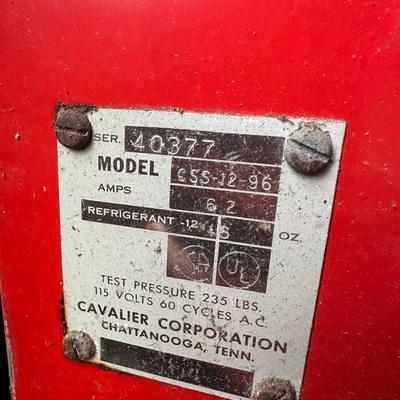 SER. 40377
MODEL CSS-12-96
AMPS 6.2
REFRIGERANT-12 OZ.
UL
TEST PRESSURE 235 LBS.
115 VOLTS 60 CYCLES A.C.
CAVALIER CORPORATION
CHATTANOOGA, TENN.